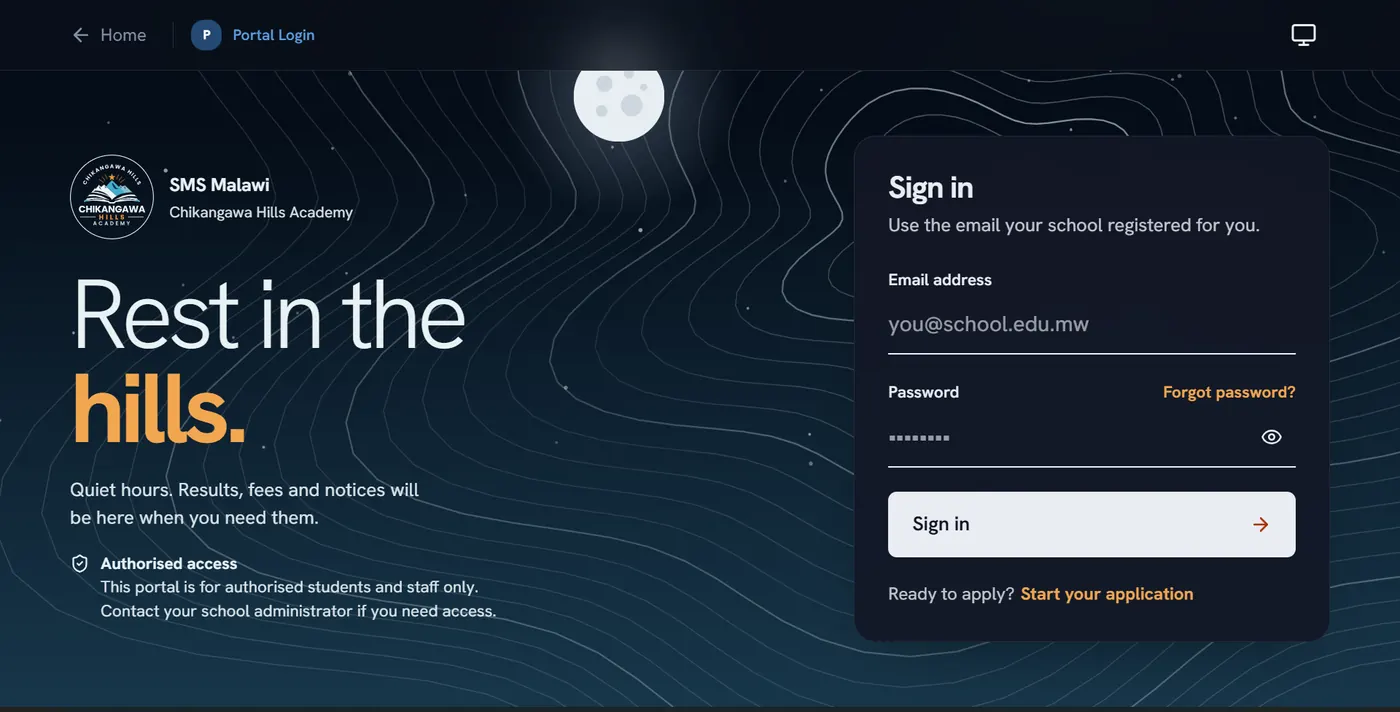 Home
P
Portal Login
CHIKANGAWA HILLS
CHIKANGAWA
HILLS
ACADEMY
SMS Malawi
Chikangawa Hills Academy
Rest in the
hills.
Quiet hours. Results, fees and notices will
be here when you need them.
Authorised access
This portal is for authorised students and staff only.
Contact your school administrator if you need access.
Sign in
Use the email your school registered for you.
Email address
you@school.edu.mw
Password
Forgot password?
Sign in
Ready to apply? Start your application